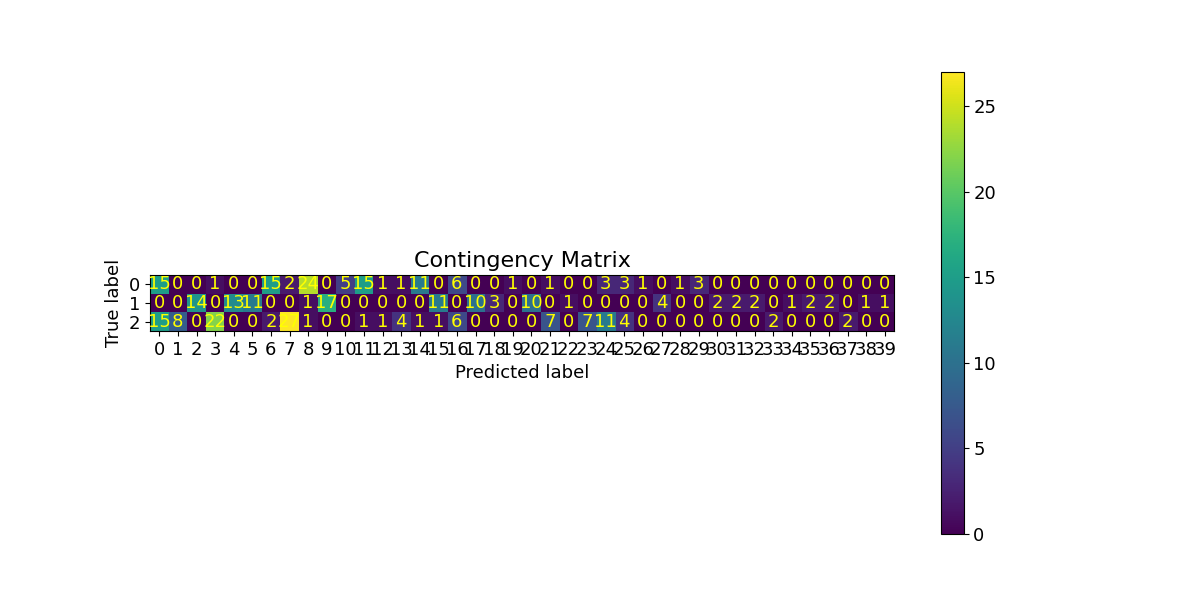 Contingency Matrix
True label
0 15 0 0 1 0 0 15 2 24 0 5 15 1 1 11 0 6 0 0 1 0 1 0 0 3 3 1 0 1 3 0 0 0 0 0 0 0 0 0 0
1 0 0 14 0 13 11 0 0 1 17 0 0 0 0 0 11 0 10 3 0 10 0 1 0 0 0 0 4 0 0 2 2 2 0 1 2 2 0 1 1
2 15 8 0 22 0 0 2 1 0 0 1 1 4 1 1 6 0 0 0 0 7 0 7 11 4 0 0 0 0 0 0 0 2 0 0 0 2 0 0
0 1 2 3 4 5 6 7 8 9 10 11 12 13 14 15 16 17 18 19 20 21 22 23 24 25 26 27 28 29 30 31 32 33 34 35 36 37 38 39
Predicted label
25
20
15
10
5
0